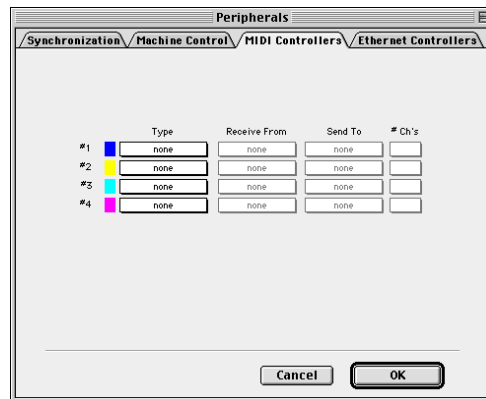 Peripherals
Synchronization Machine Control MIDI Controllers Ethernet Controllers
Type Receive From Send To # Ch's
#1 none none none
#2 none none none
#3 none none none
#4 none none none
Cancel OK